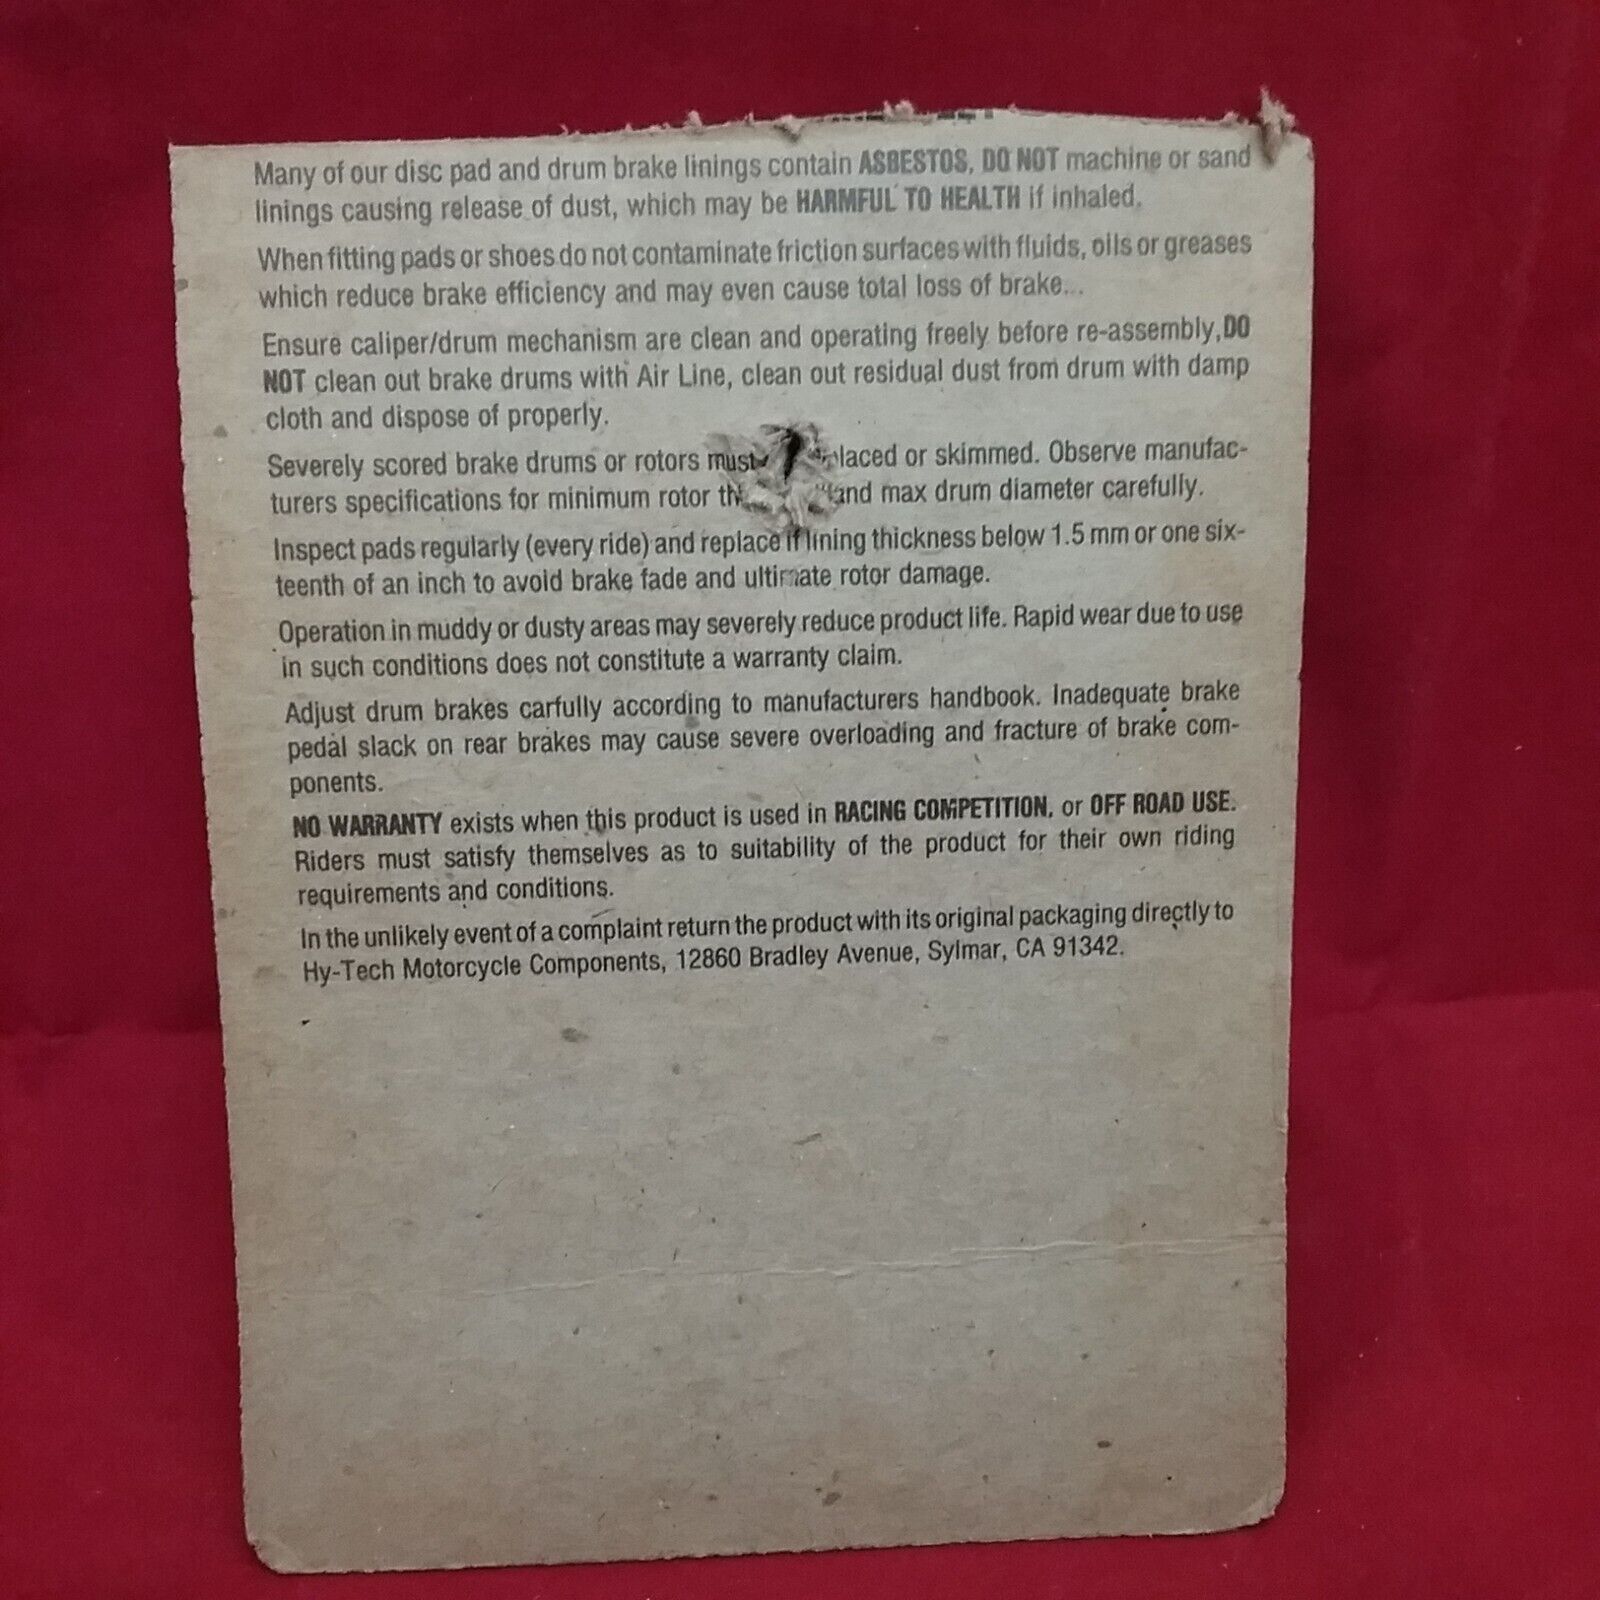 Many of our disc pad and drum brake linings contain ASBESTOS, DO NOT machine or sand
linings causing release of dust, which may be HARMFUL TO HEALTH if inhaled.
When fitting pads or shoes do not contaminate friction surfaces with fluids, oils or greases
which reduce brake efficiency and may even cause total loss of brake...
Ensure caliper/drum mechanism are clean and operating freely before re-assembly, DO
NOT clean out brake drums with Air Line, clean out residual dust from drum with damp
cloth and dispose of properly.
Severely scored brake drums or rotors must or skimmed. Observe manufac-
turers specifications for minimum rotor and max drum diameter carefully.
Inspect pads regularly (every ride) and replace if lining thickness below 1.5 mm or one six-
teenth of an inch to avoid brake fade and ultimate rotor damage.
Operation in muddy or dusty areas may severely reduce product life. Rapid wear due to use
in such conditions does not constitute a warranty claim.
Adjust drum brakes carfully according to manufacturers handbook. Inadequate brake
pedal slack on rear brakes may cause severe overloading and fracture of brake com-
ponents.
NO WARRANTY exists when this product is used in RACING COMPETITION, or OFF ROAD USE.
Riders must satisfy themselves as to suitability of the product for their own riding
requirements and conditions.
In the unlikely event of a complaint return the product with its original packaging directly to
Hy-Tech Motorcycle Components, 12860 Bradley Avenue, Sylmar, CA 91342.